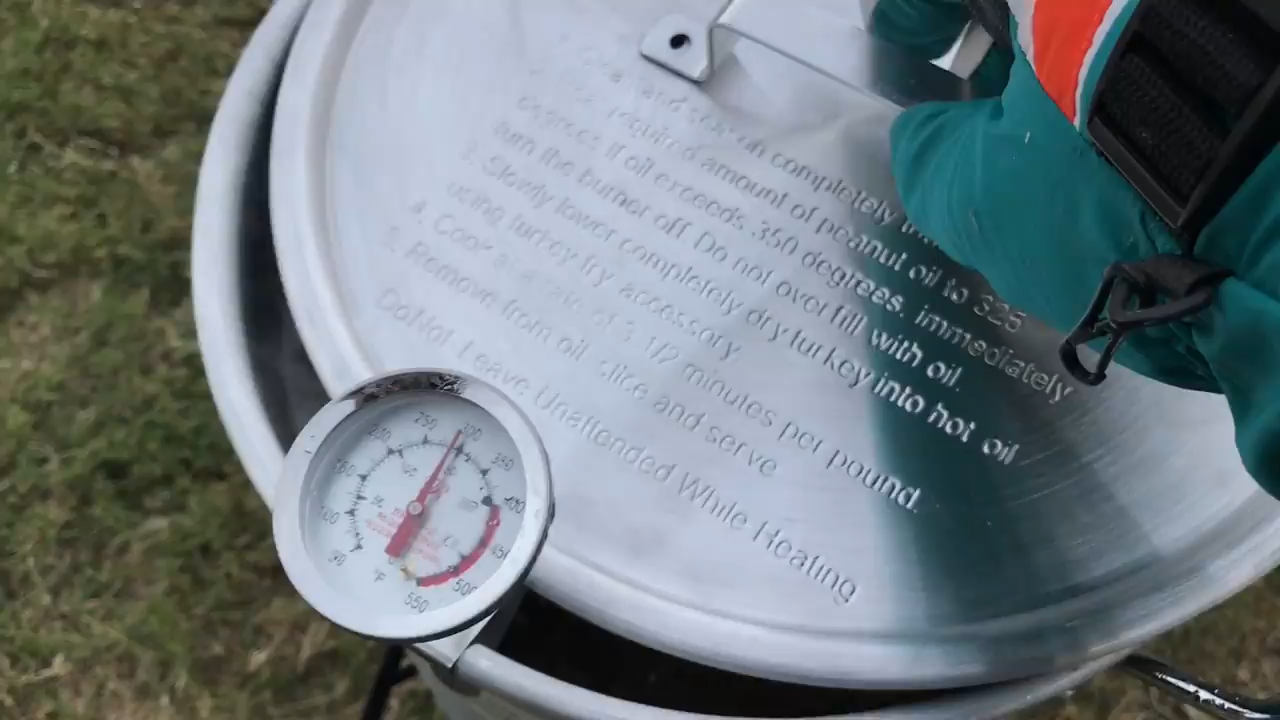 and season completely
required amount of peanut oil to 325
degrees If oil exceeds 350 degrees, immediately
turn the burner off Do not over fill with oil.
Slowly lower completely dry turkey into hot oil
using turkey fry accessory
4. Cook at a rate of 3 1/2 minutes per pound.
Remove from oil, slice and serve
Do Not Leave Unattended While Heating
250
300
350
400
500
550
°F